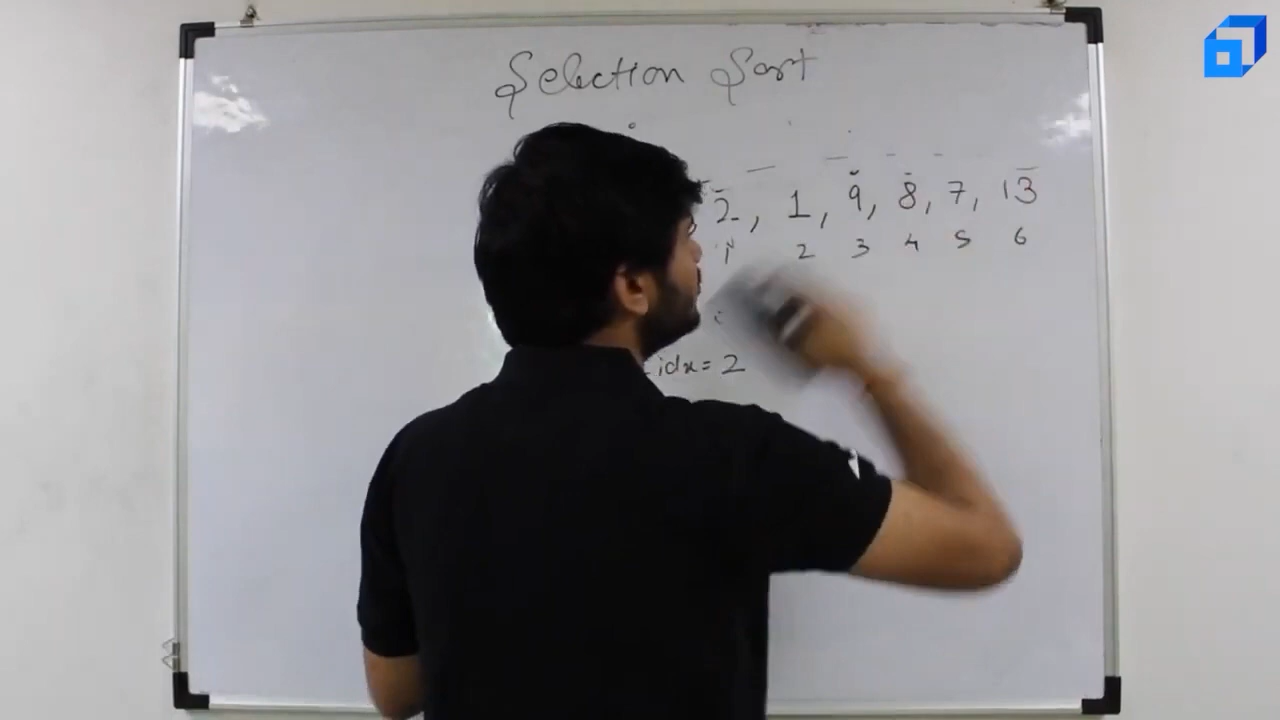 Selection Sort
2, 1, 9, 8, 7, 13
1 2 3 4 5 6
idx = 2